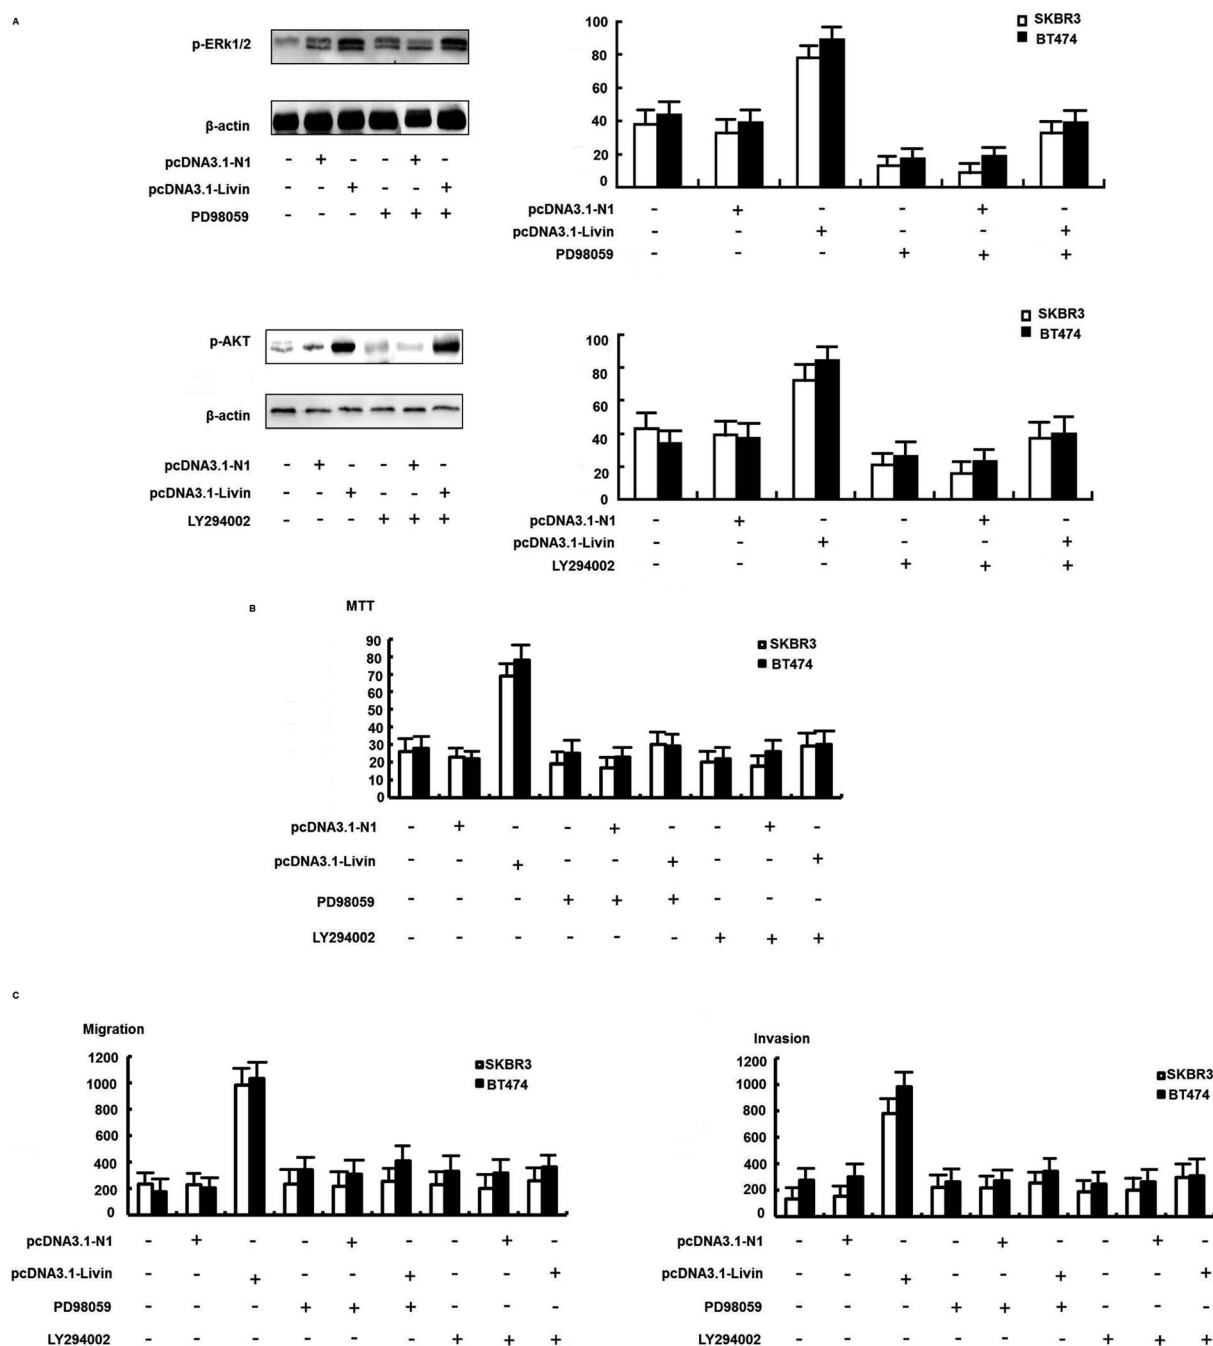 A
p-ERk1/2
β-actin
pcDNA3.1-N1 - + - - + -
pcDNA3.1-Livin - - + - - +
PD98059 - - - + + +
SKBR3
BT474
100
80
60
40
20
0
pcDNA3.1-N1 - + - - + -
pcDNA3.1-Livin - - + - - +
PD98059 - - - + + +
p-AKT
β-actin
pcDNA3.1-N1 - + - - + -
pcDNA3.1-Livin - - + - - +
LY294002 - - - + + +
SKBR3
BT474
100
80
60
40
20
0
pcDNA3.1-N1 - + - - + -
pcDNA3.1-Livin - - + - - +
LY294002 - - - + + +
B
MTT
SKBR3
BT474
90
80
70
60
50
40
30
20
10
0
pcDNA3.1-N1 - + - - + - - + -
pcDNA3.1-Livin - - + - - + - - +
PD98059 - - - + + + - - -
LY294002 - - - - - - + + +
C
Migration
SKBR3
BT474
1200
1000
800
600
400
200
0
pcDNA3.1-N1 - + - - + - - + -
pcDNA3.1-Livin - - + - - + - - +
PD98059 - - - + + + - - -
LY294002 - - - - - - + + +
Invasion
SKBR3
BT474
1200
1000
800
600
400
200
0
pcDNA3.1-N1 - + - - + - - + -
pcDNA3.1-Livin - - + - - + - - +
PD98059 - - - + + + - - -
LY294002 - - - - - - + + +